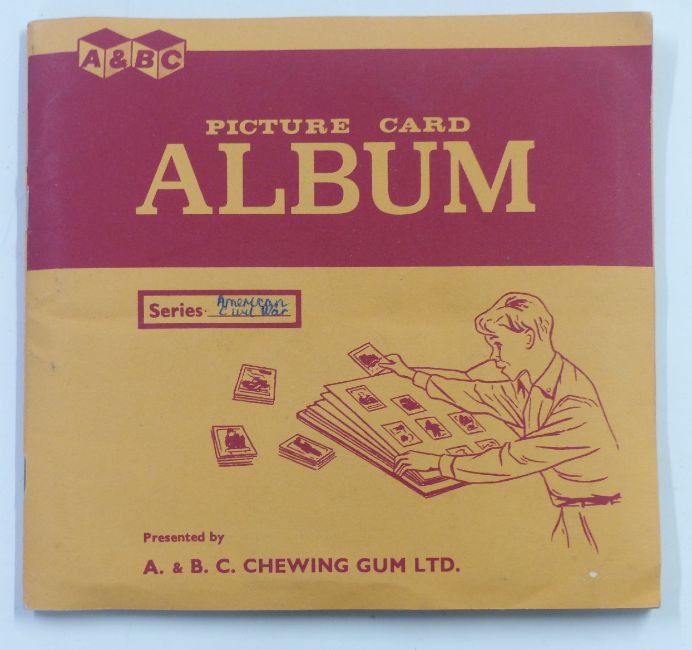 A&BC
PICTURE CARD
ALBUM
Series American
Civil War
Presented by
A. & B. C. CHEWING GUM LTD.